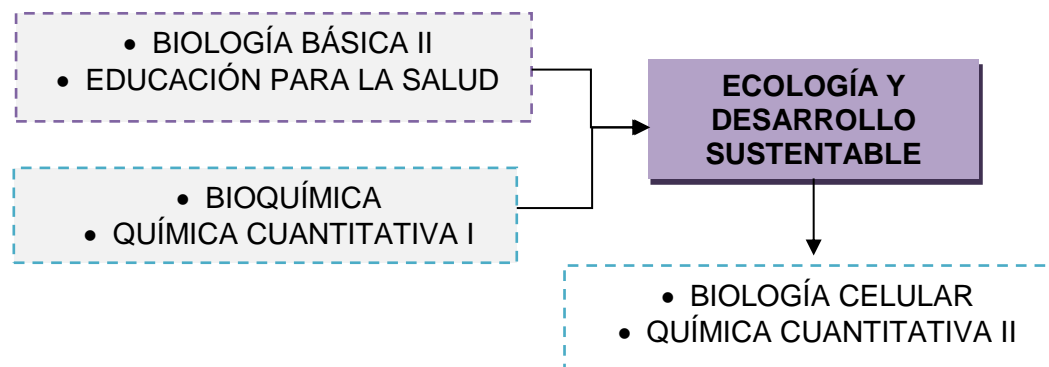 • BIOLOGÍA BÁSICA II
• EDUCACIÓN PARA LA SALUD
ECOLOGÍA Y
DESARROLLO
SUSTENTABLE
• BIOQUÍMICA
• QUÍMICA CUANTITATIVA I
• BIOLOGÍA CELULAR
• QUÍMICA CUANTITATIVA II